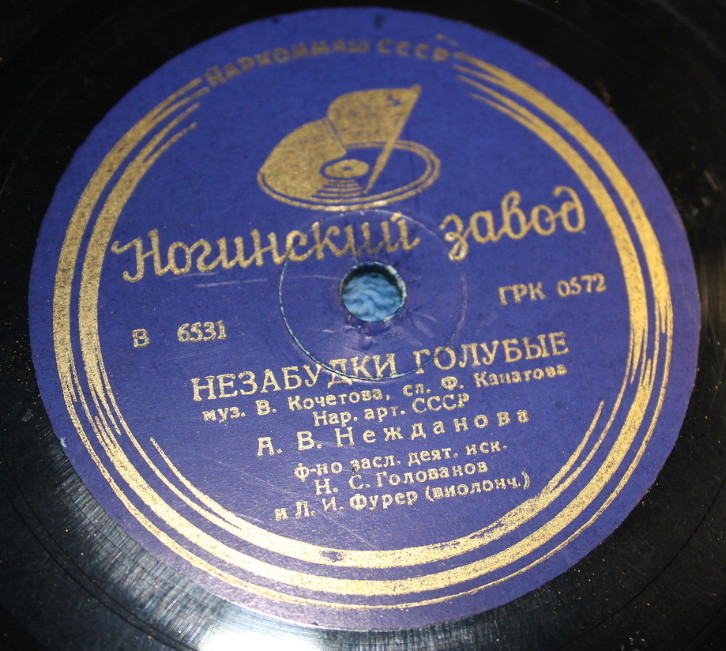 Наркоммаш СССР
Ногинский завод
В 6531
ГРК 0572
НЕЗАБУДКИ ГОЛУБЫЕ
муз. В. Кочетова, сл. Ф. Канатова
Нар. арт. СССР
А. В. Нежданова
ф-но засл. деят. иск.
Н. С. Голованов
и Л. И. Фурер (виолонч.)